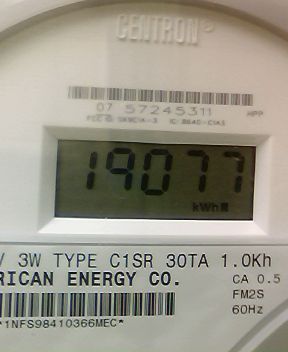 CENTRON®
07 57245311 HPP
19077
kWh
V 3W TYPE C1SR 30TA 1.0Kh
RICAN ENERGY CO. CA 0.5
FM2S
*1NFS98410366MEC* 60Hz